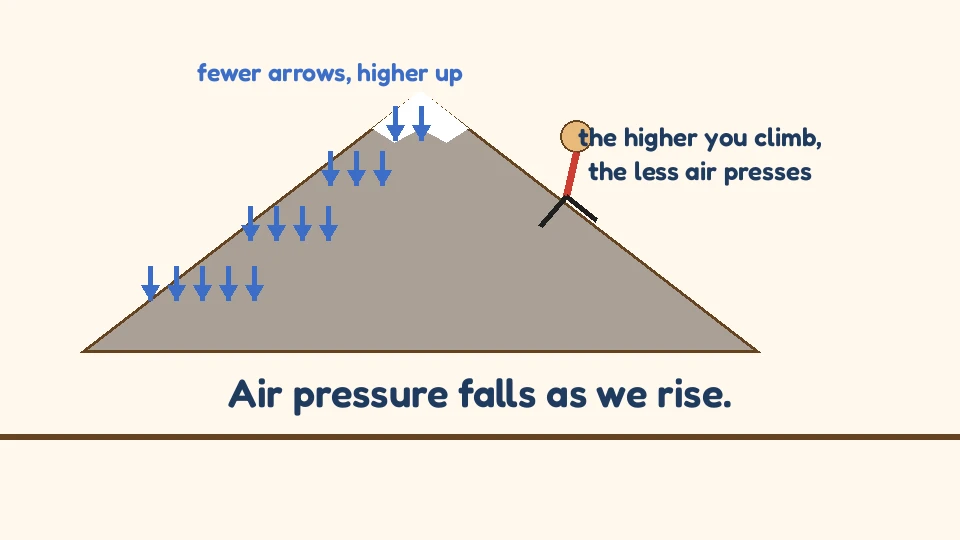 fewer arrows, higher up
the higher you climb,
the less air presses
Air pressure falls as we rise.